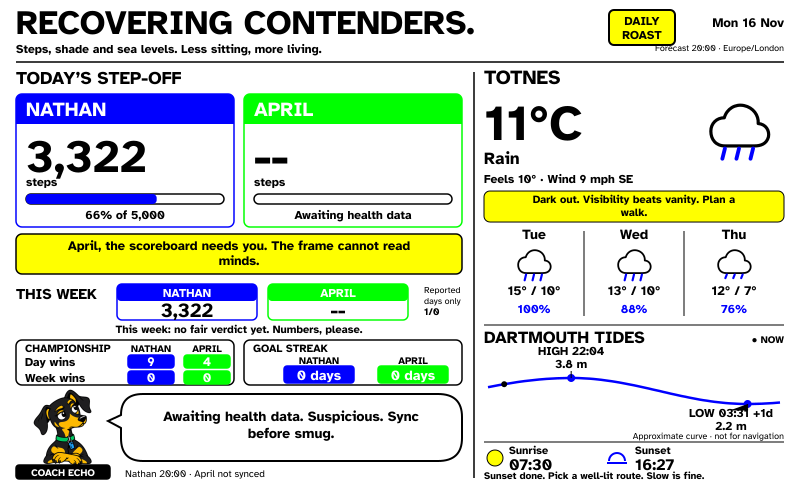 RECOVERING CONTENDERS.
Steps, shade and sea levels. Less sitting, more living.
DAILY
ROAST
Mon 16 Nov
Forecast 20:00 · Europe/London
TODAY'S STEP-OFF
NATHAN
3,322
steps
66% of 5,000
APRIL
--
steps
Awaiting health data
April, the scoreboard needs you. The frame cannot read
minds.
THIS WEEK
NATHAN
3,322
APRIL
--
Reported
days only
1/0
This week: no fair verdict yet. Numbers, please.
CHAMPIONSHIP NATHAN APRIL
Day wins 9 4
Week wins 0 0
GOAL STREAK
NATHAN APRIL
0 days 0 days
Awaiting health data. Suspicious. Sync
before smug.
COACH ECHO
Nathan 20:00 · April not synced
TOTNES
11°C
Rain
Feels 10° · Wind 9 mph SE
Dark out. Visibility beats vanity. Plan a
walk.
Tue Wed Thu
15° / 10° 13° / 10° 12° / 7°
100% 88% 76%
DARTMOUTH TIDES
• NOW
HIGH 22:04
3.8 m
LOW 03:31 +1d
2.2 m
Approximate curve · not for navigation
Sunrise
07:30
Sunset
16:27
Sunset done. Pick a well-lit route. Slow is fine.